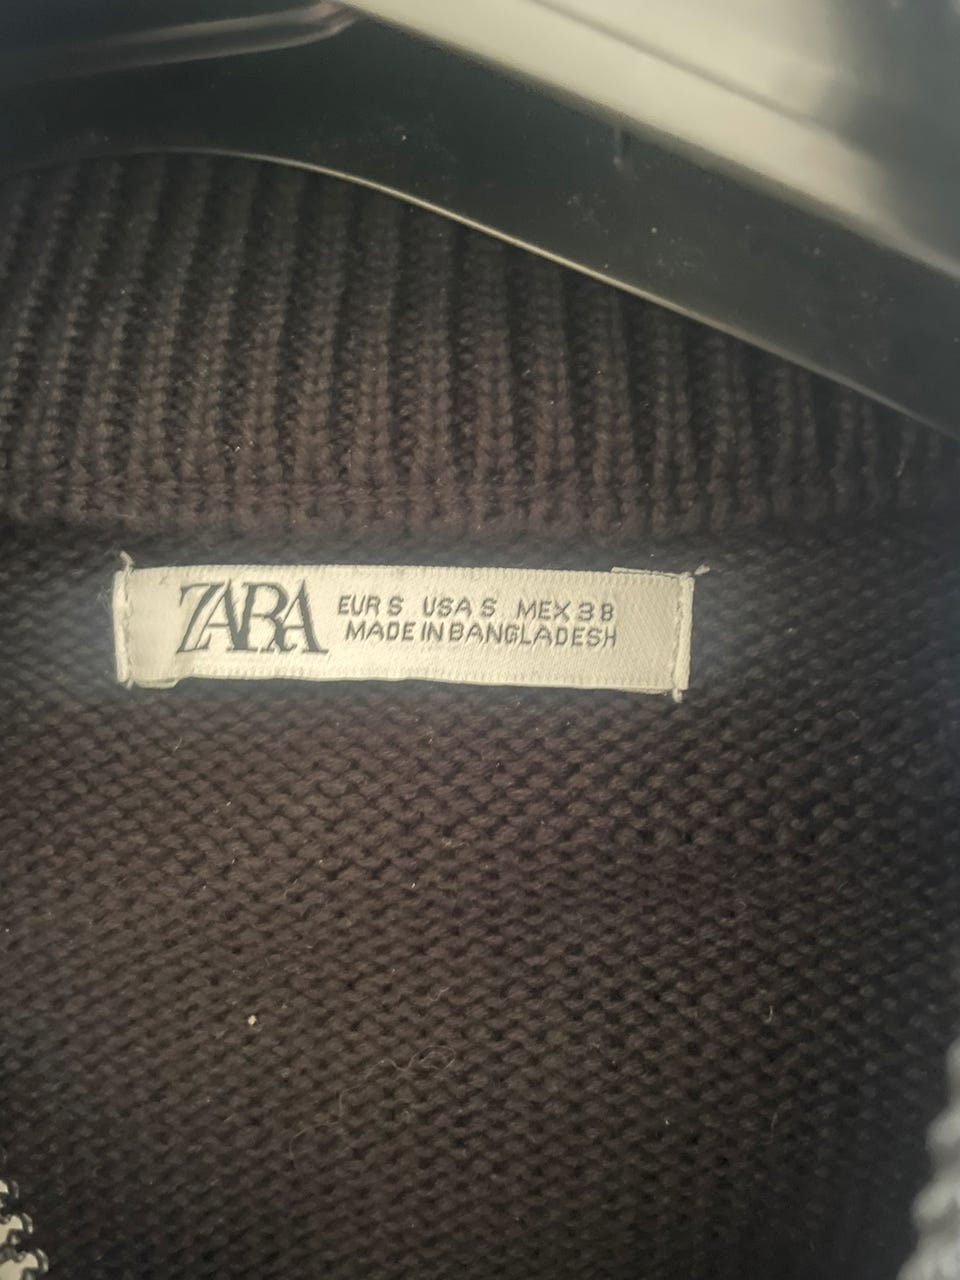 ZARA
EUR S USA S MEX 38
MADE IN BANGLADESH